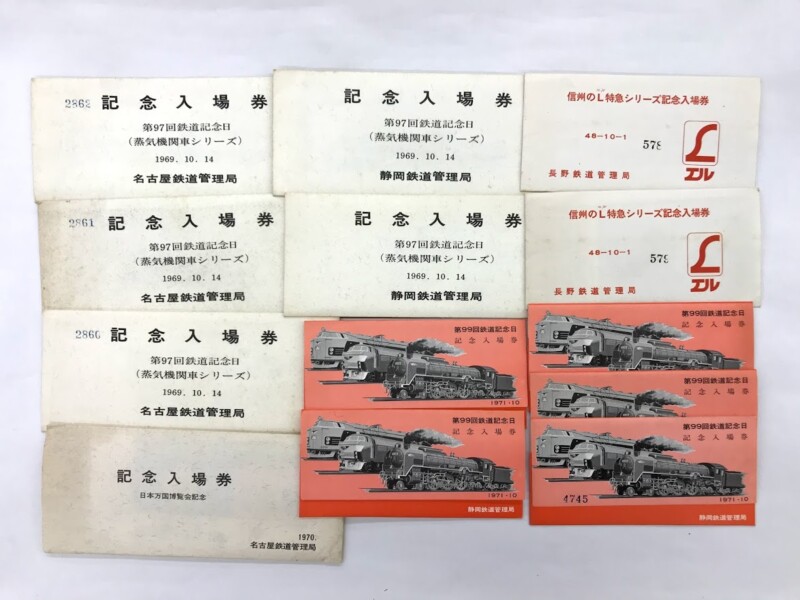 2863 記念入場券
第97回鉄道記念日
(蒸気機関車シリーズ)
1969.10.14
名古屋鉄道管理局
記念入場券
第97回鉄道記念日
(蒸気機関車シリーズ)
1969.10.14
静岡鉄道管理局
信州のL特急シリーズ記念入場券
48-10-1
578
長野鉄道管理局
エル
2861 記念入場券
第97回鉄道記念日
(蒸気機関車シリーズ)
1969.10.14
名古屋鉄道管理局
記念入場券
第97回鉄道記念日
(蒸気機関車シリーズ)
1969.10.14
静岡鉄道管理局
信州のL特急シリーズ記念入場券
48-10-1
579
長野鉄道管理局
エル
2860 記念入場券
第97回鉄道記念日
(蒸気機関車シリーズ)
1969.10.14
名古屋鉄道管理局
第99回鉄道記念日
記念入場券
1971-10
第99回鉄道記念日
記念入場券
第99回鉄道記念日
記念入場券
記念入場券
日本万国博覧会記念
1970.
名古屋鉄道管理局
第99回鉄道記念日
記念入場券
1971-10
静岡鉄道管理局
第99回鉄道記念日
記念入場券
4745
1971-10
静岡鉄道管理局